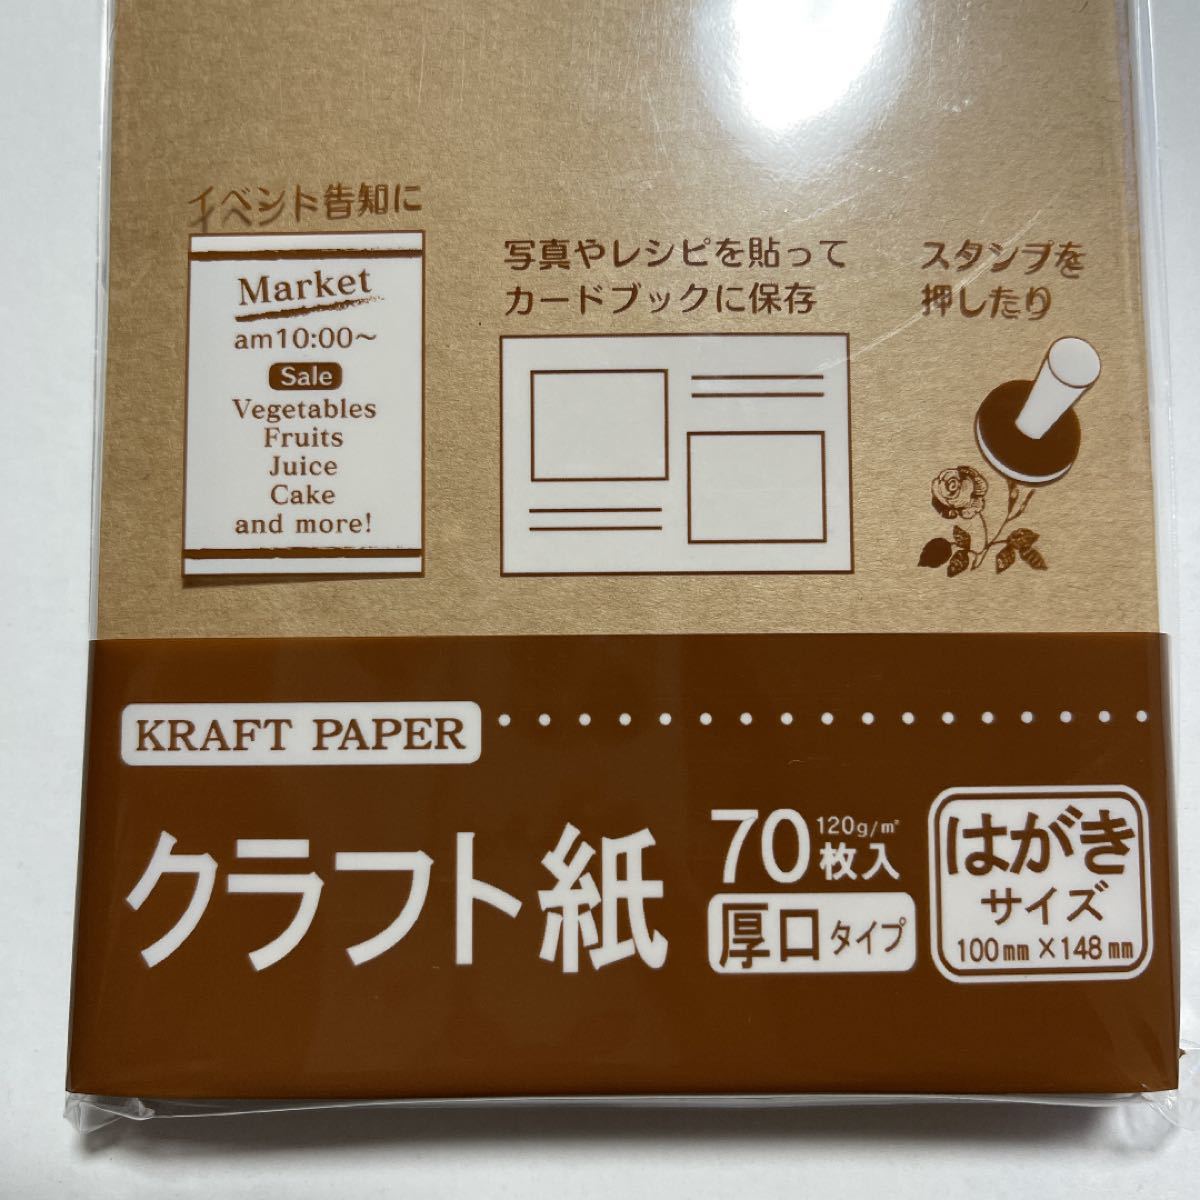 イベント告知に
Market
am10:00～
Sale
Vegetables
Fruits
Juice
Cake
and more!
写真やレシピを貼って
カードブックに保存
スタンプを
押したり
KRAFT PAPER
クラフト紙
70枚入
120g/㎡
厚口タイプ
はがき
サイズ
100㎜×148㎜